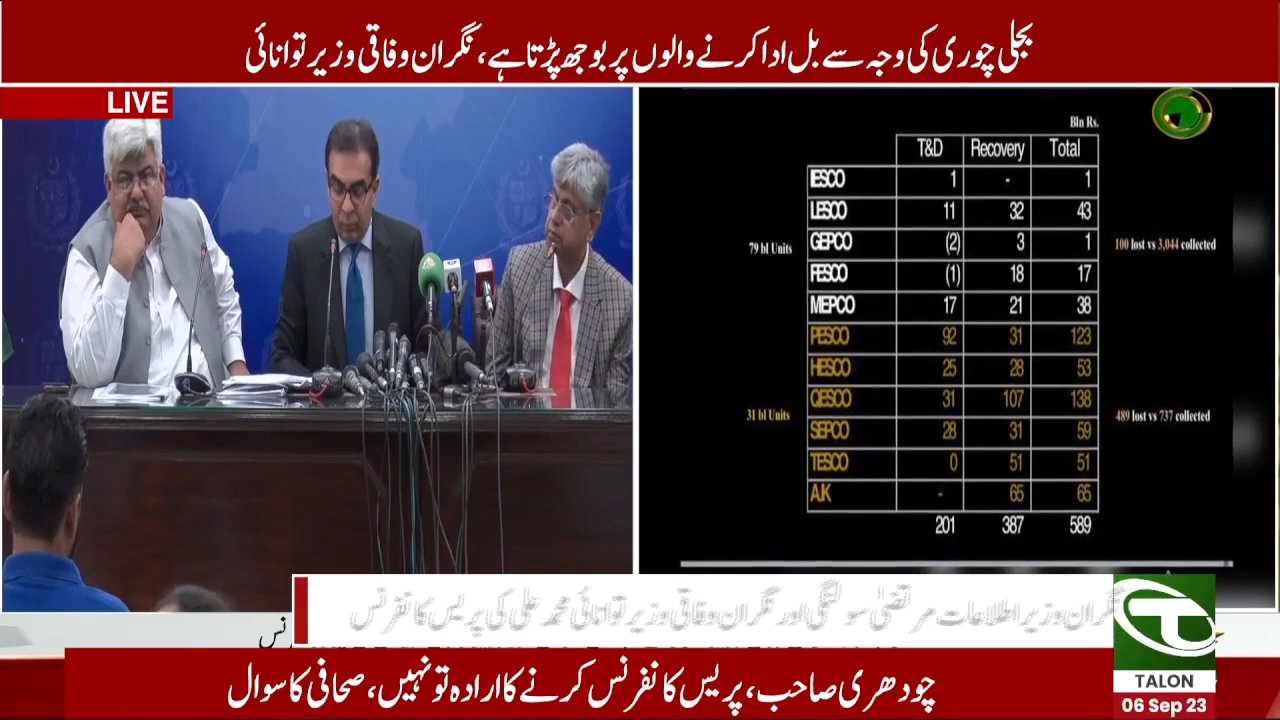 بجلی چوری کی وجہ سے بل ادا کرنے والوں پر بوجھ پڑتا ہے، نگران وفاقی وزیر توانائی
LIVE
Bln Rs.
T&D Recovery Total
IESCO 1 - 1
LESCO 11 32 43
GEPCO (2) 3 1
79 bl Units
100 lost vs 3,044 collected
FESCO (1) 18 17
MEPCO 17 21 38
PESCO 92 31 123
HESCO 25 28 53
QESCO 31 107 138
31 bl Units
489 lost vs 737 collected
SEPCO 28 31 59
TESCO 0 51 51
AJK - 65 65
201 387 589
نگران وزیر اطلاعات مرتضیٰ سولنگی اور نگران وفاقی وزیر توانائی محمد علی کی پریس کانفرنس
چودھری صاحب، پریس کانفرنس کرنے کا ارادہ تو نہیں، صحافی کا سوال
TALON
06 Sep 23